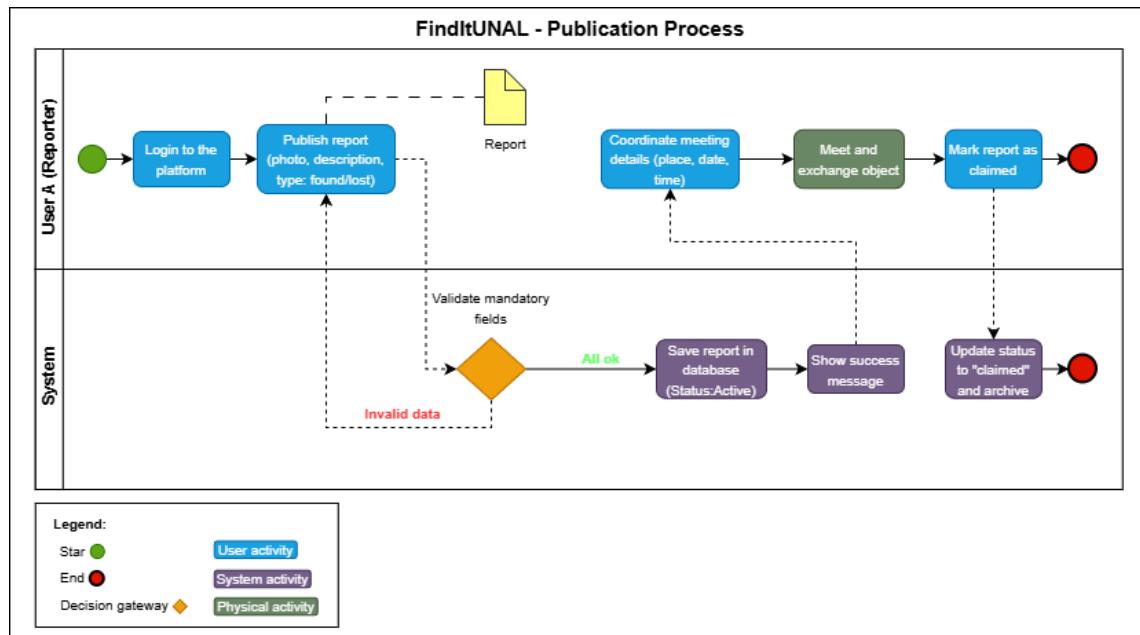 FindItUNAL - Publication Process
User A (Reporter)
Login to the
platform
Publish report
(photo, description,
type: found/lost)
Report
Coordinate meeting
details (place, date,
time)
Meet and
exchange object
Mark report as
claimed
System
Validate mandatory
fields
All ok
Invalid data
Save report in
database
(Status:Active)
Show success
message
Update status
to "claimed"
and archive
Legend:
Star
User activity
End
System activity
Decision gateway
Physical activity